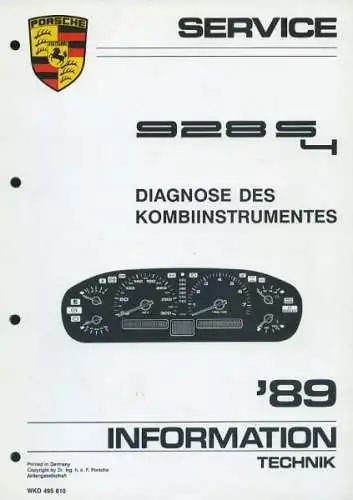 PORSCHE
SERVICE
928 S4
DIAGNOSE DES
KOMBIINSTRUMENTES
'89
INFORMATION
TECHNIK
Printed in Germany
Copyright by Dr. Ing. h. c. F. Porsche
Aktiengesellschaft
WKD 495 810